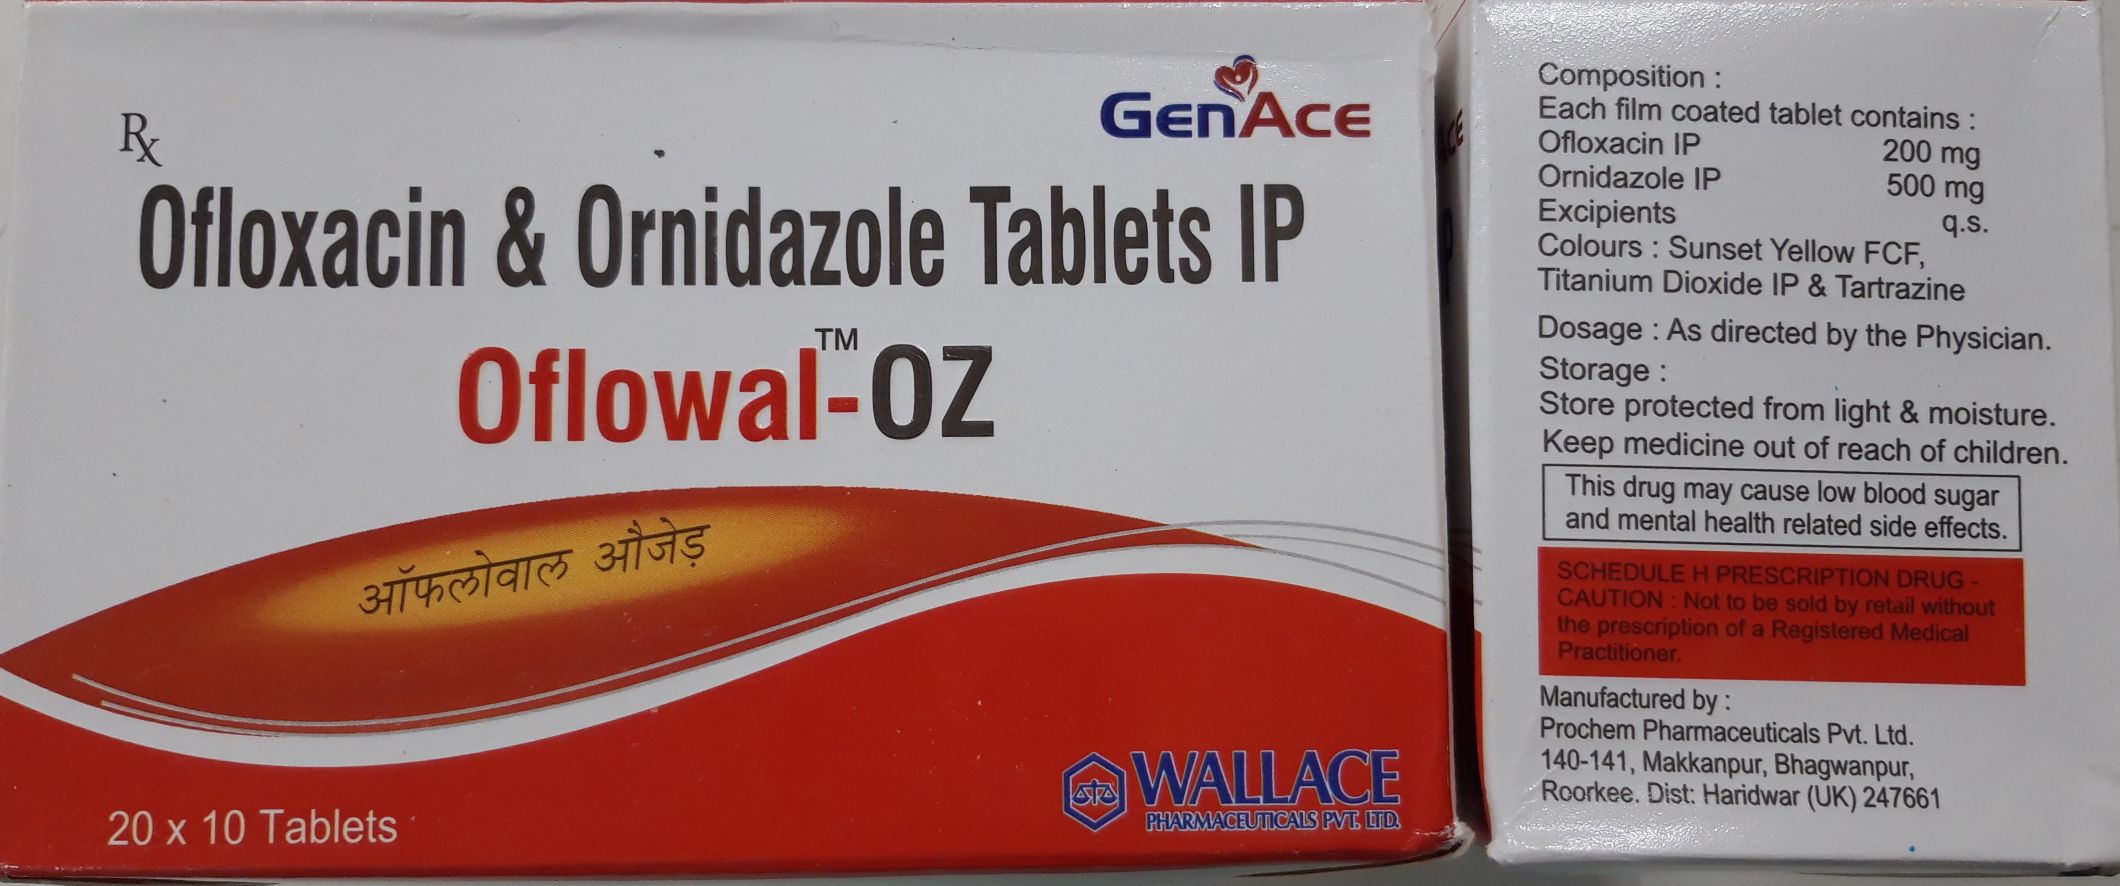 GenAce
Rx
Ofloxacin & Ornidazole Tablets IP
Oflowal™-OZ
ऑफलोवाल औजेड़
20 x 10 Tablets
WALLACE
PHARMACEUTICALS PVT. LTD.
Composition :
Each film coated tablet contains :
Ofloxacin IP 200 mg
Ornidazole IP 500 mg
Excipients q.s.
Colours : Sunset Yellow FCF,
Titanium Dioxide IP & Tartrazine
Dosage : As directed by the Physician.
Storage :
Store protected from light & moisture.
Keep medicine out of reach of children.
This drug may cause low blood sugar
and mental health related side effects.
SCHEDULE H PRESCRIPTION DRUG -
CAUTION : Not to be sold by retail without
the prescription of a Registered Medical
Practitioner.
Manufactured by :
Prochem Pharmaceuticals Pvt. Ltd.
140-141, Makkanpur, Bhagwanpur,
Roorkee. Dist: Haridwar (UK) 247661